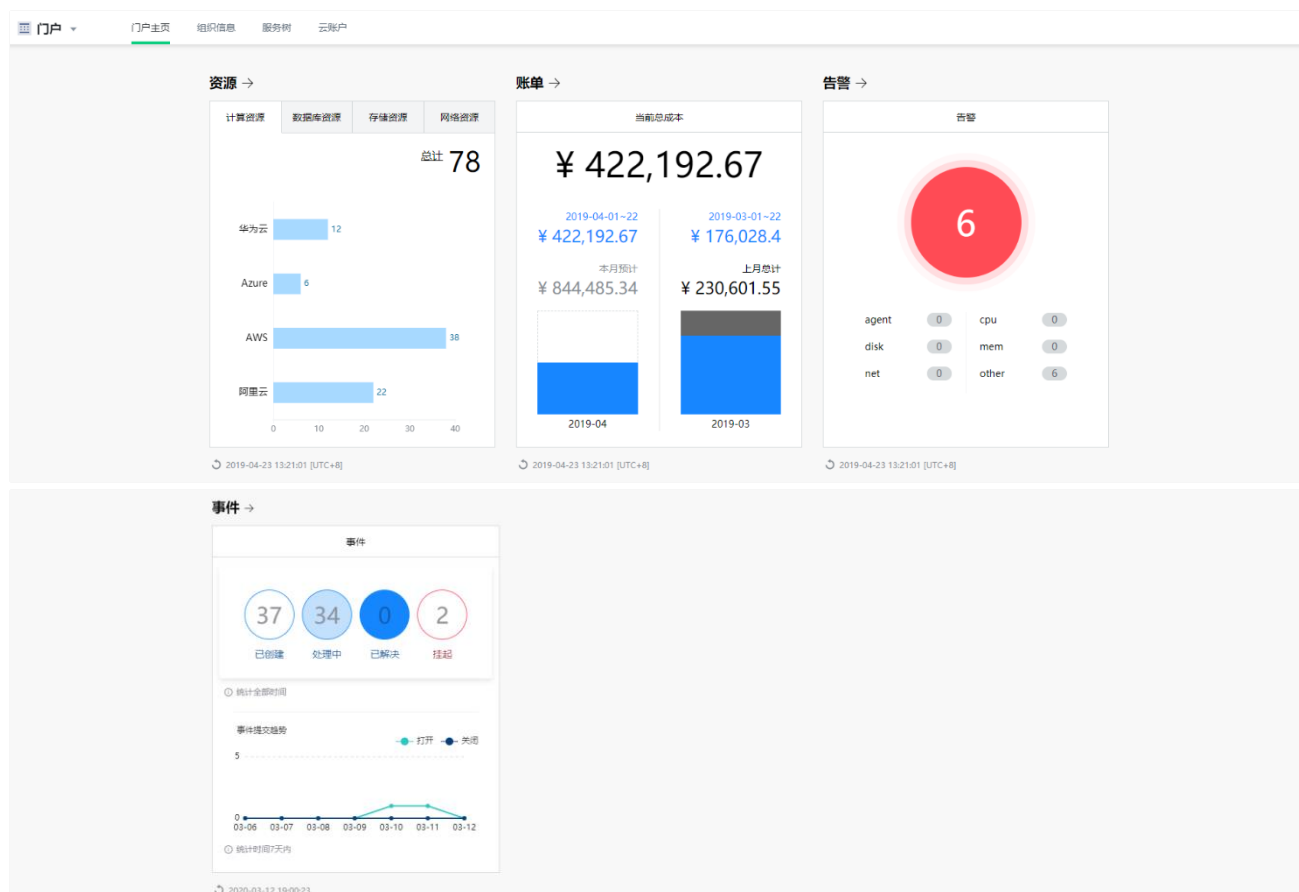 门户
门户主页 组织信息 服务树 云账户
资源 →
计算资源 数据库资源 存储资源 网络资源
总计 78
华为云 12
Azure 6
AWS 38
阿里云 22
0 10 20 30 40
2019-04-23 13:21:01 [UTC+8]
账单 →
当前总成本
¥ 422,192.67
2019-04-01~22 2019-03-01~22
¥ 422,192.67 ¥ 176,028.4
本月预计 上月总计
¥ 844,485.34 ¥ 230,601.55
2019-04 2019-03
2019-04-23 13:21:01 [UTC+8]
告警 →
告警
6
agent 0 cpu 0
disk 0 mem 0
net 0 other 6
2019-04-23 13:21:01 [UTC+8]
事件 →
事件
37 34 0 2
已创建 处理中 已解决 挂起
统计全部时间
事件提交趋势
打开 关闭
5
0
03-06 03-07 03-08 03-09 03-10 03-11 03-12
统计时间7天内
2020-03-12 19:00:23